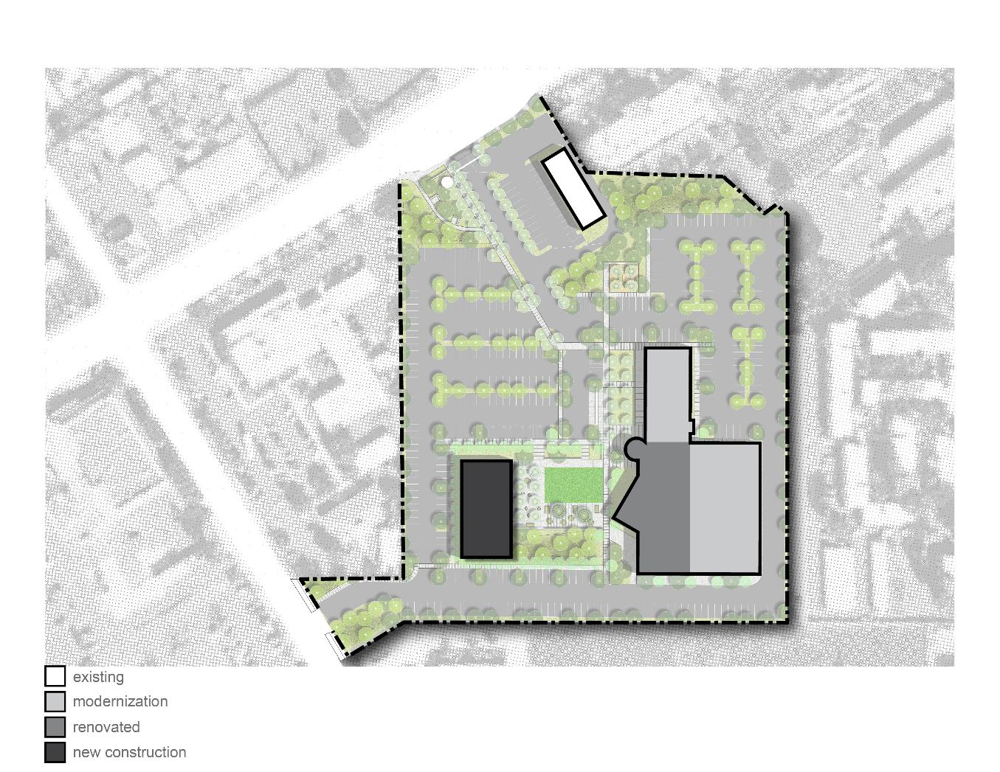 existing
modernization
renovated
new construction